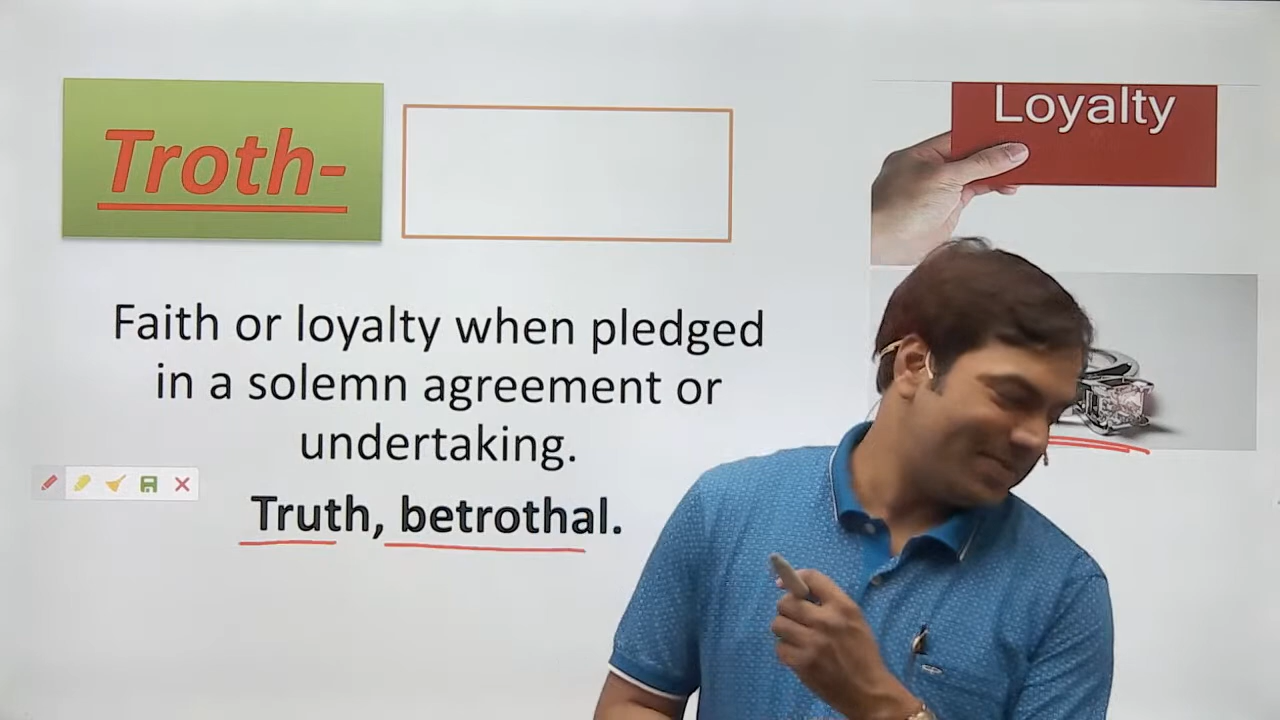 Troth-
Loyalty
Faith or loyalty when pledged
in a solemn agreement or
undertaking.
Truth, betrothal.